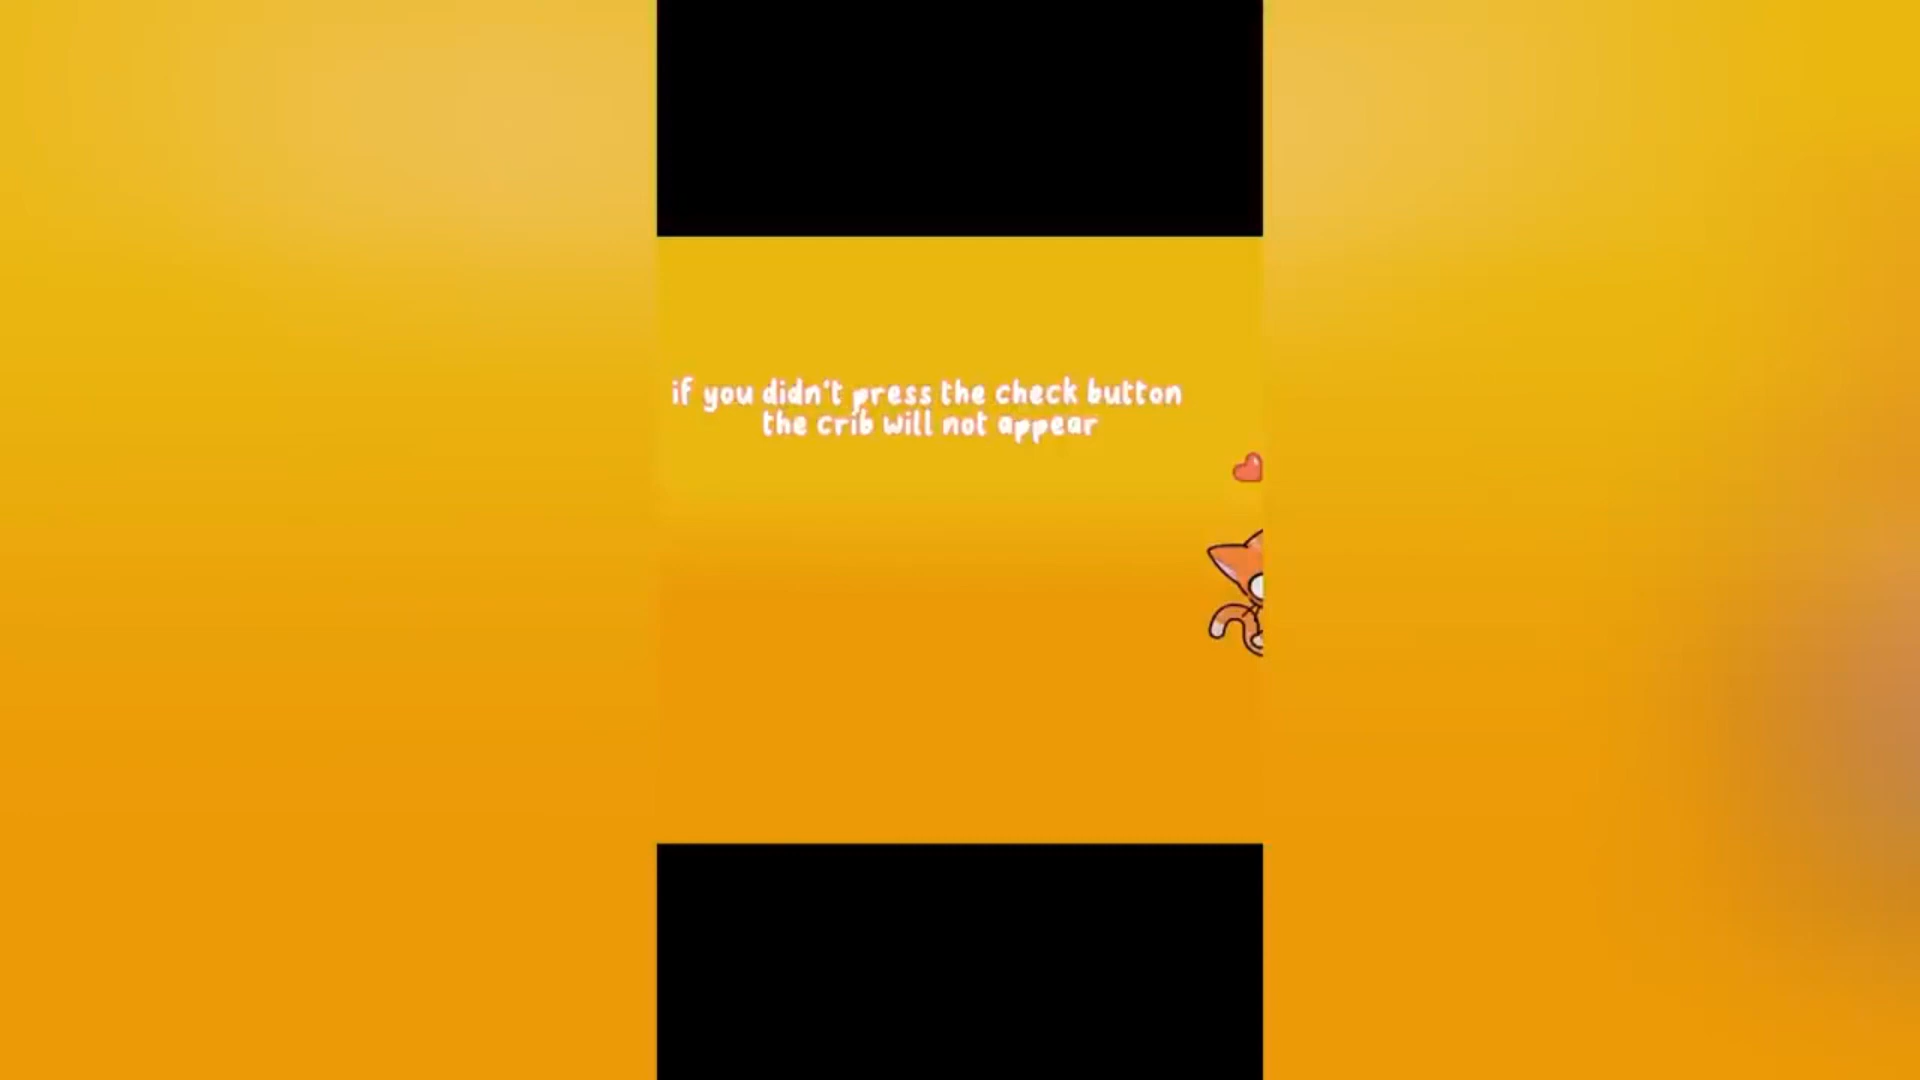 if you didn't press the check button
the crib will not appear